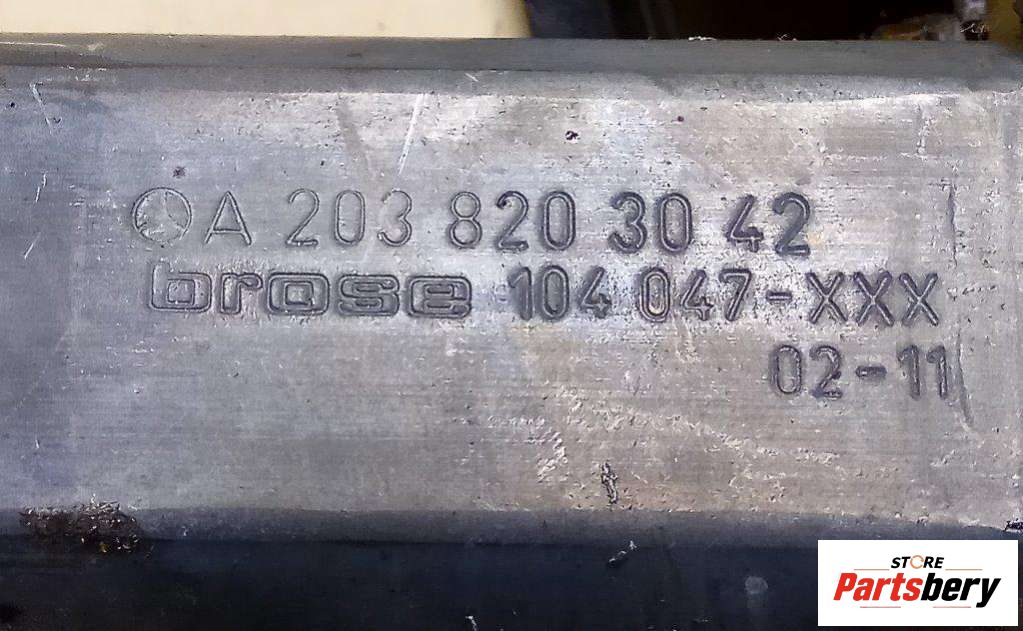 A 203 820 30 42
brose 104 047-XXX
02-11
STORE
Partsbery